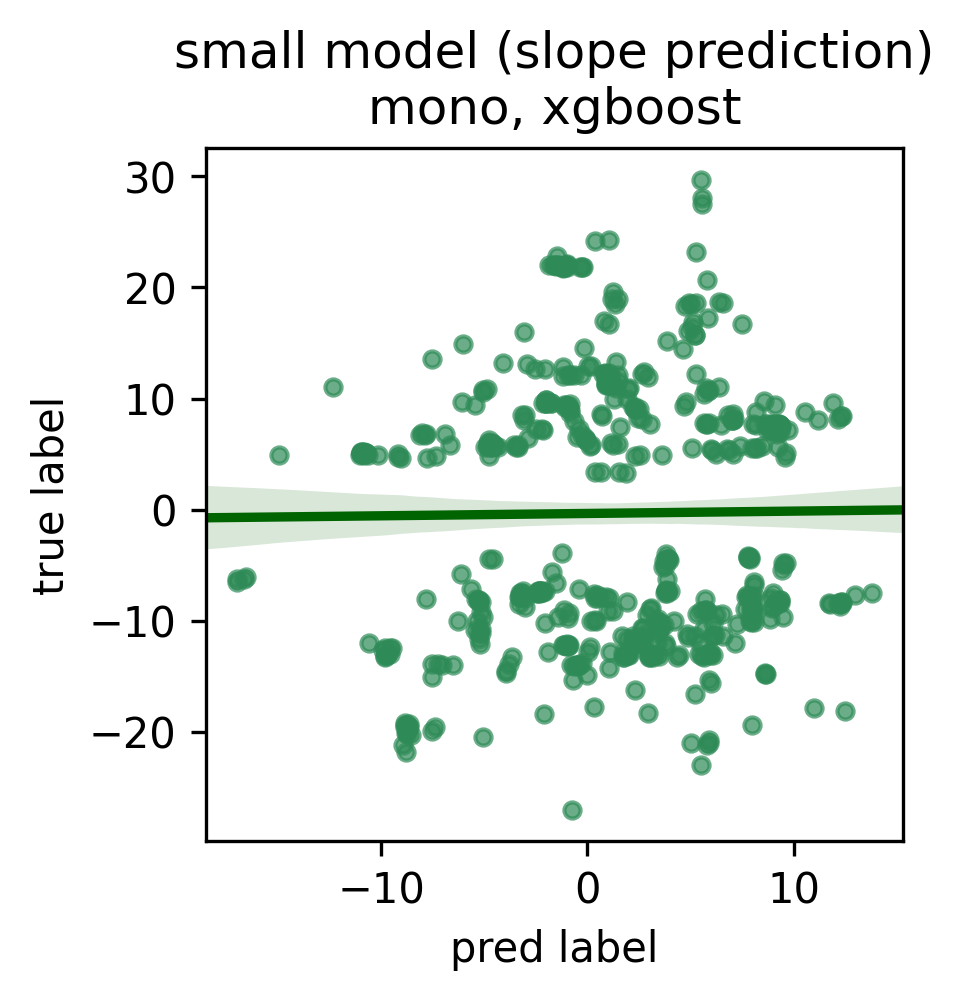 small model (slope prediction)
mono, xgboost
30
20
10
0
−10
−20
true label
−10 0 10
pred label